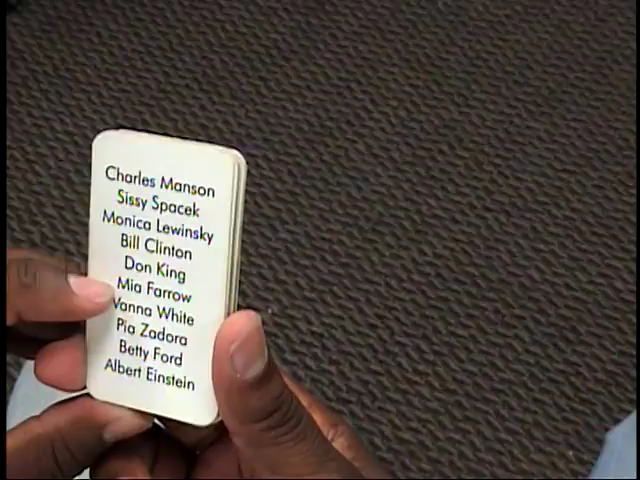 Charles Manson
Sissy Spacek
Monica Lewinsky
Bill Clinton
Don King
Mia Farrow
Vanna White
Pia Zadora
Betty Ford
Albert Einstein